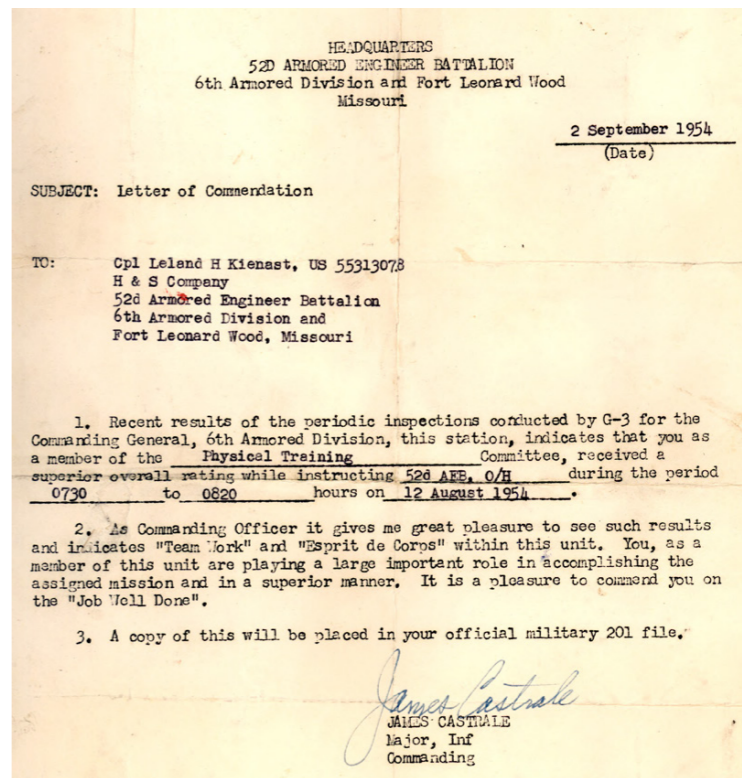 HEADQUARTERS
52D ARMORED ENGINEER BATTALION
6th Armored Division and Fort Leonard Wood
Missouri
2 September 1954
(Date)
SUBJECT: Letter of Commendation
TO: Cpl Leland H Kienast, US 55313078
H & S Company
52d Armored Engineer Battalion
6th Armored Division and
Fort Leonard Wood, Missouri
1. Recent results of the periodic inspections conducted by G-3 for the
Commanding General, 6th Armored Division, this station, indicates that you as
a member of the Physical Training Committee, received a
superior overall rating while instructing 52d AEB, O/H during the period
0730 to 0820 hours on 12 August 1954.
2. As Commanding Officer it gives me great pleasure to see such results
and indicates "Team Work" and "Esprit de Corps" within this unit. You, as a
member of this unit are playing a large important role in accomplishing the
assigned mission and in a superior manner. It is a pleasure to commend you on
the "Job Well Done".
3. A copy of this will be placed in your official military 201 file.
James Castrale
JAMES CASTRALE
Major, Inf
Commanding